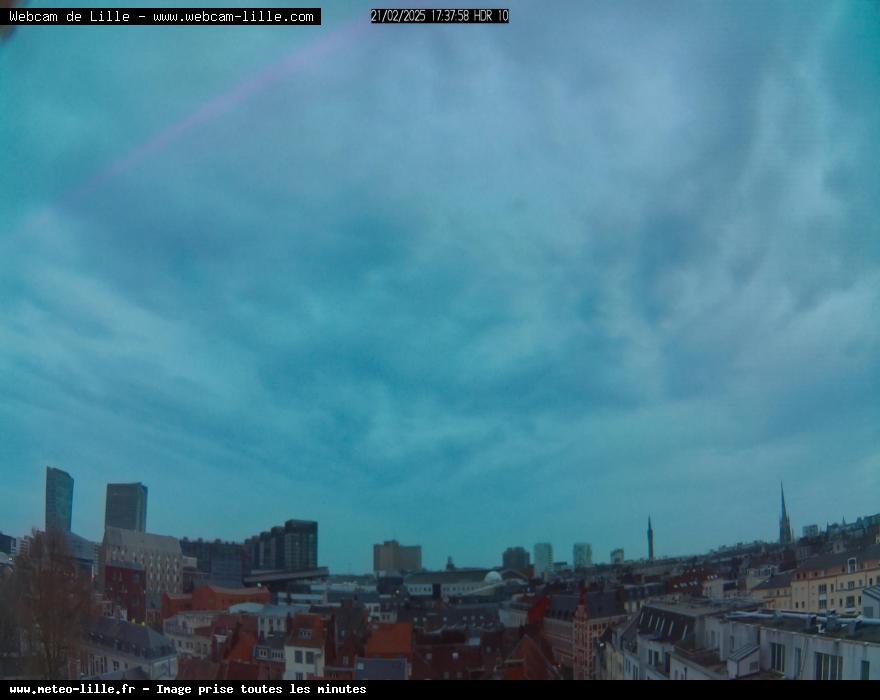 Webcam de Lille - www.webcam-lille.com
21/02/2025 17:37:58 HDR 10
www.meteo-lille.fr - Image prise toutes les minutes